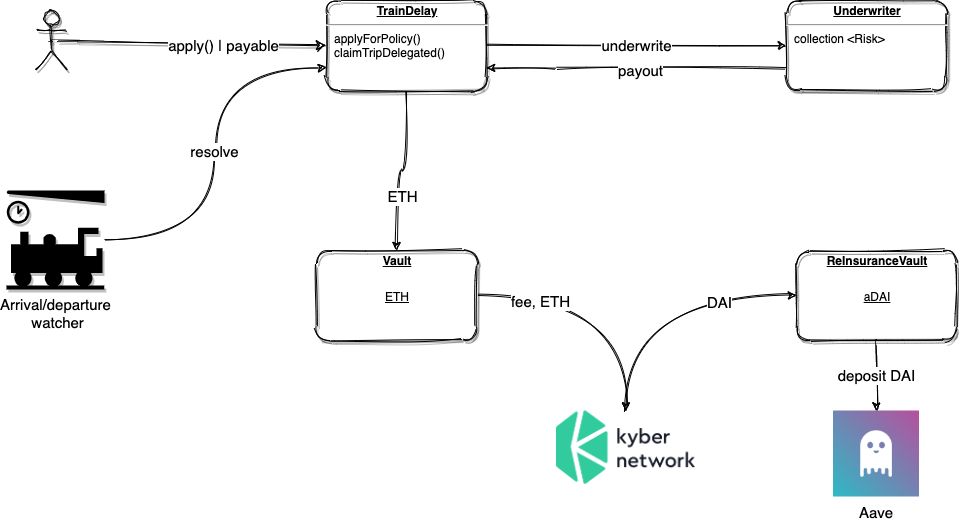 TrainDelay
Underwriter
applyForPolicy()
claimTripDelegated()
collection <Risk>
apply() | payable
underwrite
payout
resolve
ETH
Arrival/departure
watcher
Vault
ETH
ReInsuranceVault
aDAI
fee, ETH
DAI
deposit DAI
kyber
network
Aave